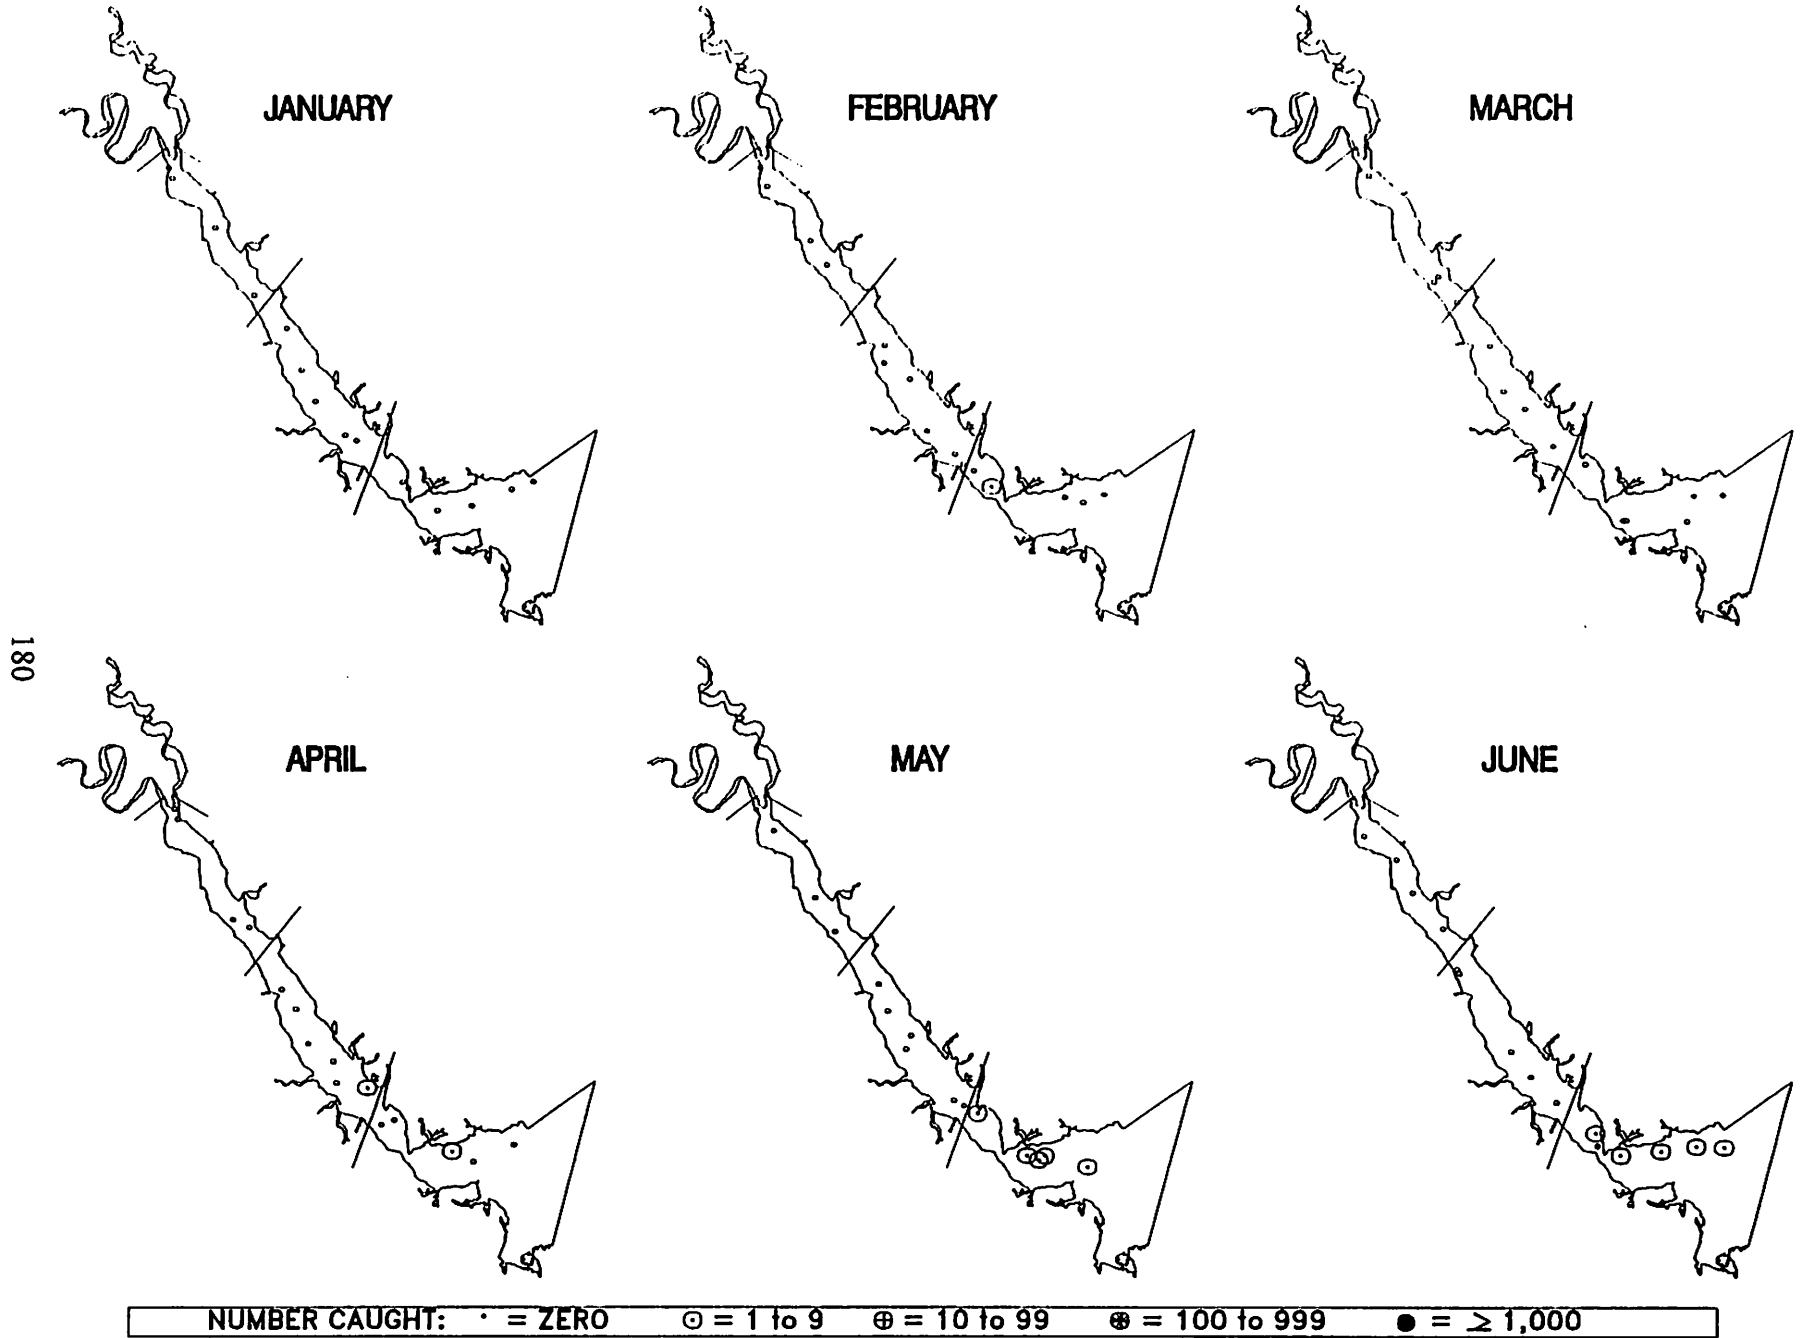 JANUARY
FEBRUARY
MARCH
180
APRIL
MAY
JUNE
NUMBER CAUGHT: · = ZERO ⊙ = 1 to 9 ⊕ = 10 to 99 ⊛ = 100 to 999 ● = ≥ 1,000